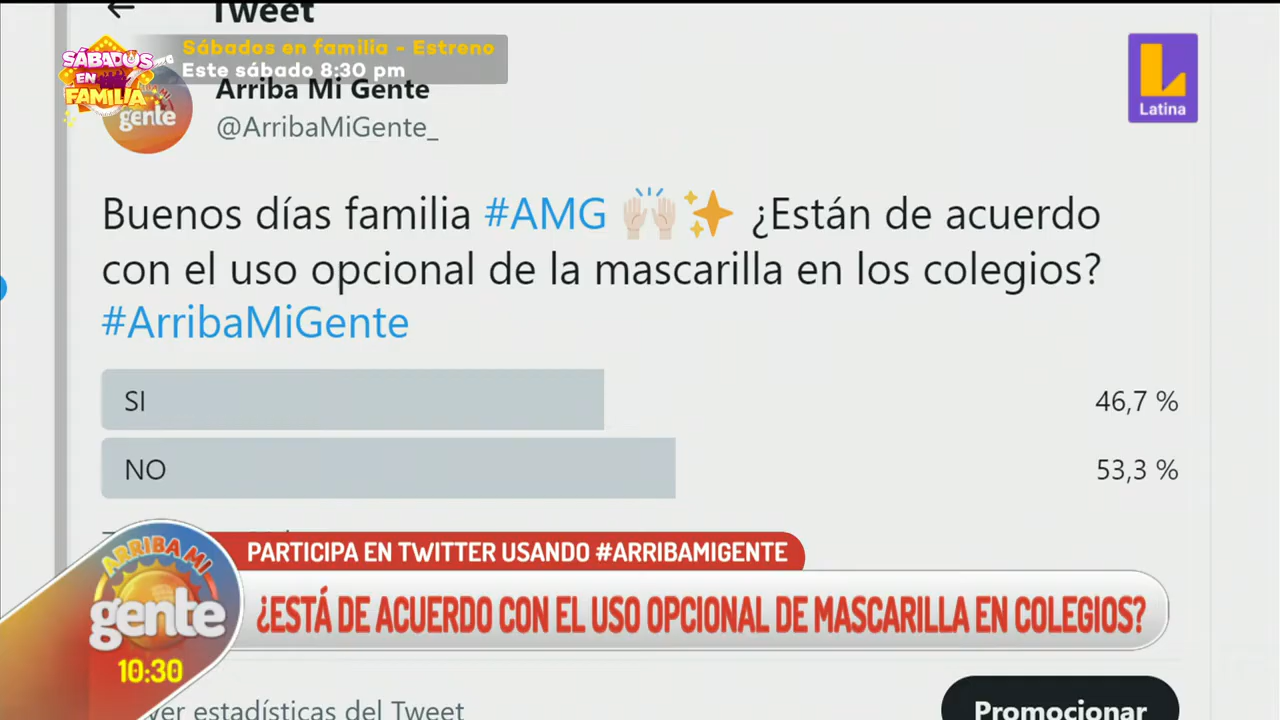 Tweet
Sábados en familia - Estreno
Este sábado 8:30 pm
SÁBADOS
EN
FAMILIA
gente
Arriba Mi Gente
@ArribaMiGente_
Latina
Buenos días familia #AMG 🙌🏻✨ ¿Están de acuerdo
con el uso opcional de la mascarilla en los colegios?
#ArribaMiGente
SI 46,7 %
NO 53,3 %
PARTICIPA EN TWITTER USANDO #ARRIBAMIGENTE
¿ESTÁ DE ACUERDO CON EL USO OPCIONAL DE MASCARILLA EN COLEGIOS?
ARRIBA MI
gente
10:30
ver estadísticas del Tweet
Promocionar